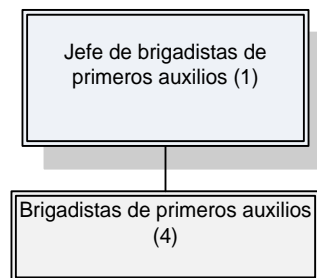 Jefe de brigadistas de
primeros auxilios (1)
Brigadistas de primeros auxilios
(4)